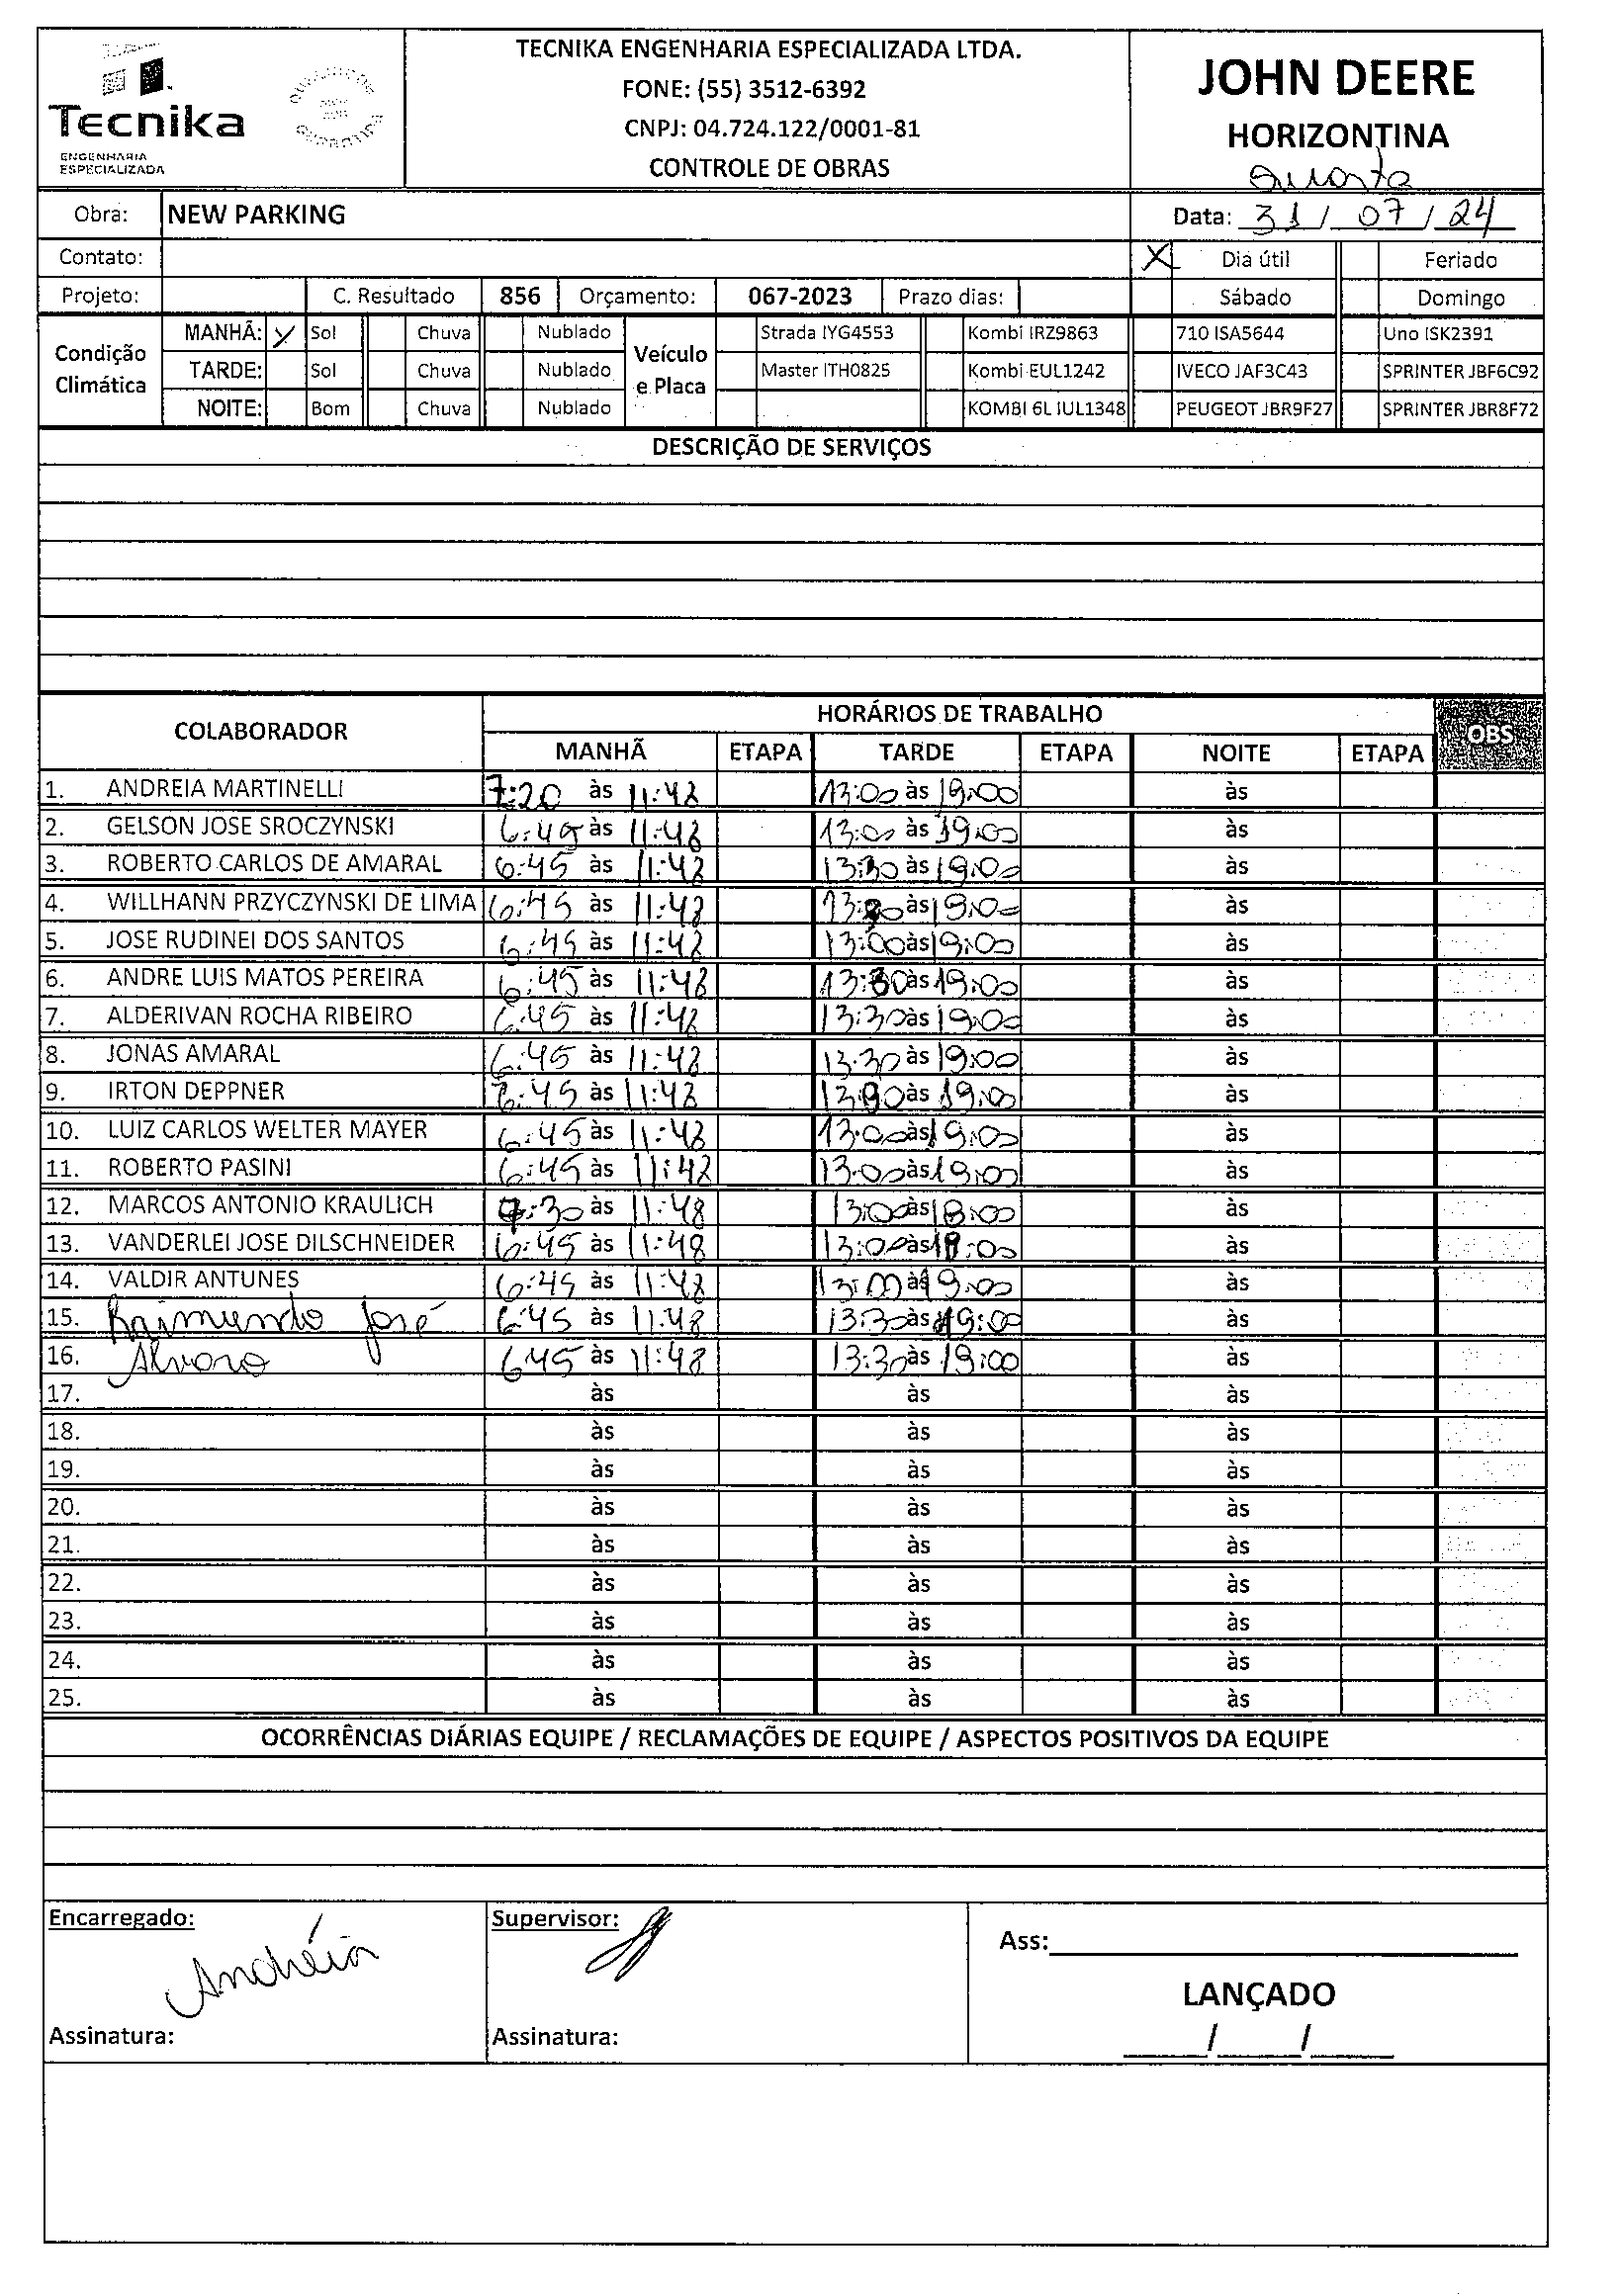 Tecnika
ENGENHARIA
ESPECIALIZADA
TECNIKA ENGENHARIA ESPECIALIZADA LTDA.
FONE: (55) 3512-6392
CNPJ: 04.724.122/0001-81
CONTROLE DE OBRAS
JOHN DEERE
HORIZONTINA
quarta
Obra: NEW PARKING Data: 31/07/24
Contato: X Dia útil Feriado
Projeto: C. Resultado 856 Orçamento: 067-2023 Prazo dias: Sábado Domingo
Condição Climática Veículo e Placa
MANHÃ: X Sol Chuva Nublado Strada IYG4553 Kombi IRZ9863 710 ISA5644 Uno ISK2391
TARDE: Sol Chuva Nublado Master ITH0825 Kombi EUL1242 IVECO JAF3C43 SPRINTER JBF6C92
NOITE: Bom Chuva Nublado KOMBI 6L IUL1348 PEUGEOT JBR9F27 SPRINTER JBR8F72
DESCRIÇÃO DE SERVIÇOS
COLABORADOR HORÁRIOS DE TRABALHO OBS
MANHÃ ETAPA TARDE ETAPA NOITE ETAPA
1. ANDREIA MARTINELLI 7:20 às 11:48 13:00 às 19:00 às
2. GELSON JOSE SROCZYNSKI 6:45 às 11:48 13:00 às 19:00 às
3. ROBERTO CARLOS DE AMARAL 6:45 às 11:48 13:30 às 19:00 às
4. WILLHANN PRZYCZYNSKI DE LIMA 6:45 às 11:48 às 19:00 às
5. JOSE RUDINEI DOS SANTOS 6:45 às 11:48 13:00 às 19:00 às
6. ANDRE LUIS MATOS PEREIRA 6:45 às 11:48 13:30 às 19:00 às
7. ALDERIVAN ROCHA RIBEIRO 6:45 às 11:48 13:30 às 19:00 às
8. JONAS AMARAL 6:45 às 11:48 13:30 às 19:00 às
9. IRTON DEPPNER 6:45 às 11:48 às 19:00 às
10. LUIZ CARLOS WELTER MAYER 6:45 às 11:48 13:00 às 19:00 às
11. ROBERTO PASINI 6:45 às 11:48 13:00 às 19:00 às
12. MARCOS ANTONIO KRAULICH 7:30 às 11:48 13:00 às 18:00 às
13. VANDERLEI JOSE DILSCHNEIDER 6:45 às 11:48 13:00 às às
14. VALDIR ANTUNES 6:45 às 11:48 13:00 às 19:00 às
15. Raimundo José 6:45 às 11:48 13:30 às 19:00 às
16. Alvaro 6:45 às 11:48 13:30 às 19:00 às
17. às às às
18. às às às
19. às às às
20. às às às
21. às às às
22. às às às
23. às às às
24. às às às
25. às às às
OCORRÊNCIAS DIÁRIAS EQUIPE / RECLAMAÇÕES DE EQUIPE / ASPECTOS POSITIVOS DA EQUIPE
Encarregado: Supervisor: Ass:
Andréia
LANÇADO
Assinatura: Assinatura: / /